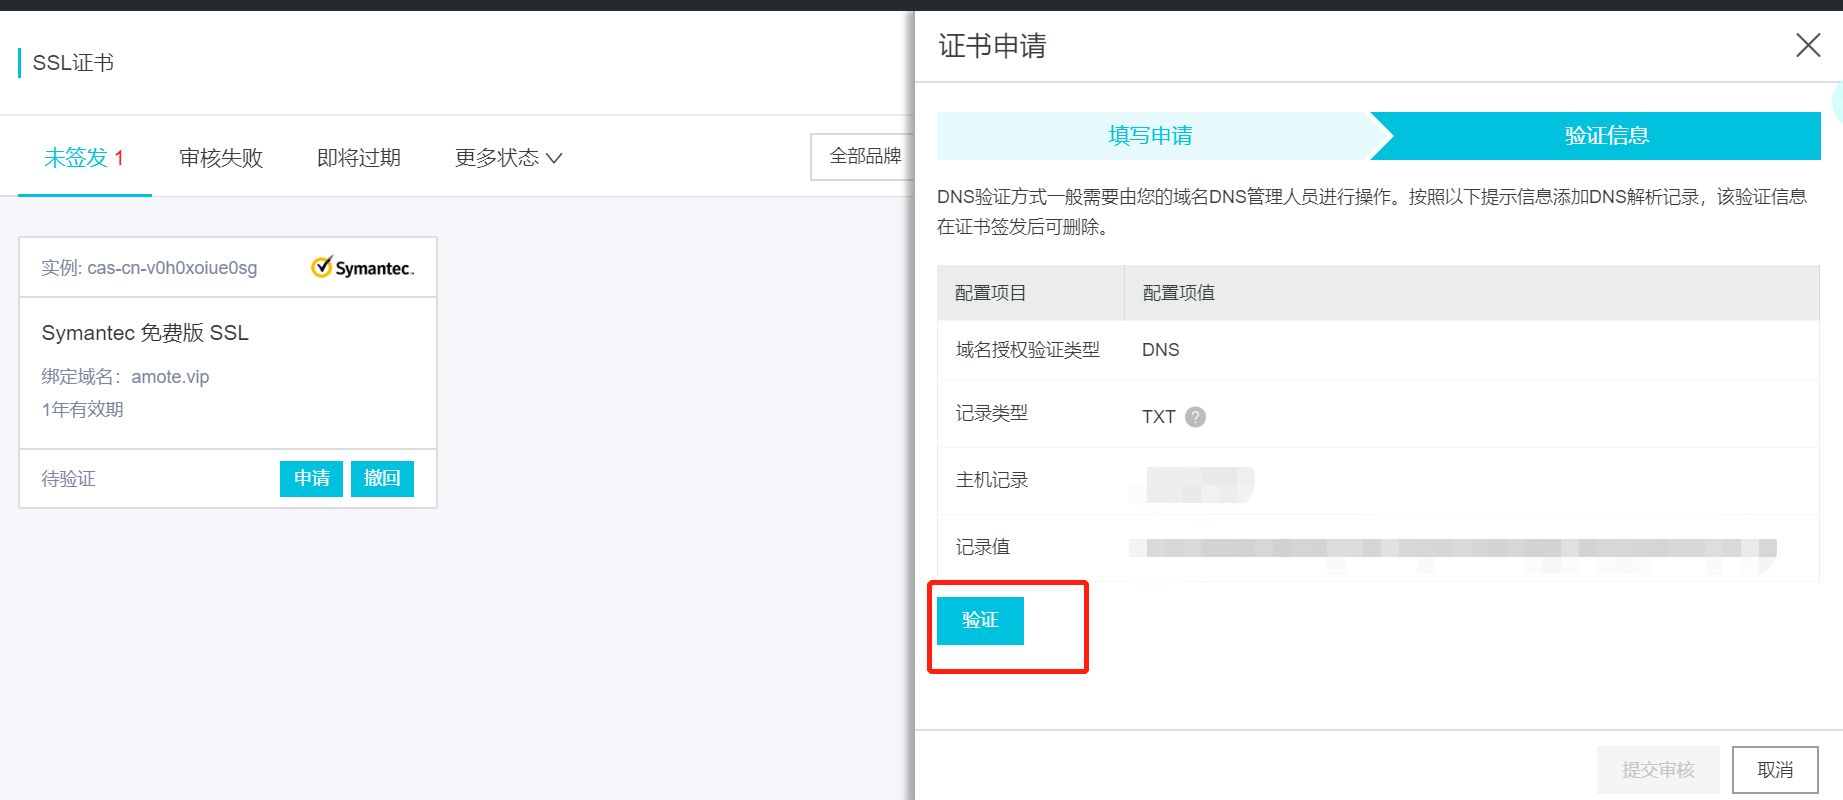 SSL证书
未签发 1
审核失败
即将过期
更多状态
全部品牌
实例: cas-cn-v0h0xoiue0sg
Symantec.
Symantec 免费版 SSL
绑定域名: amote.vip
1年有效期
待验证
申请
撤回
证书申请
填写申请
验证信息
DNS验证方式一般需要由您的域名DNS管理人员进行操作。按照以下提示信息添加DNS解析记录，该验证信息
在证书签发后可删除。
配置项目 配置项值
域名授权验证类型 DNS
记录类型 TXT ?
主机记录
记录值
验证
提交审核
取消